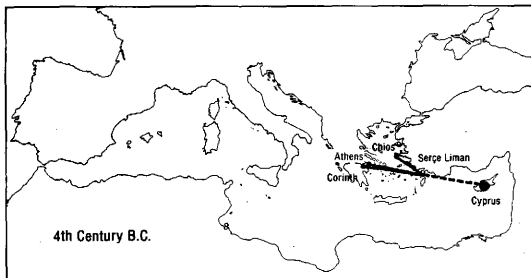 Chios
Athens
Serçe Liman
Corinth
Cyprus
4th Century B.C.